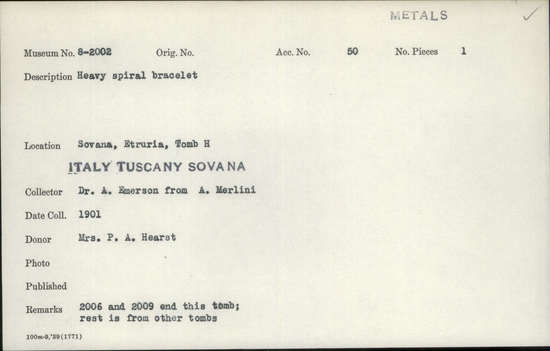 METALS
Museum No. 8-2002 Orig. No. Acc. No. 50 No. Pieces 1
Description Heavy spiral bracelet
Location Sovana, Etruria, Tomb H
ITALY TUSCANY SOVANA
Collector Dr. A. Emerson from A. Merlini
Date Coll. 1901
Donor Mrs. P. A. Hearst
Photo
Published
Remarks 2006 and 2009 end this tomb;
rest is from other tombs
100m-8,'39(1771)